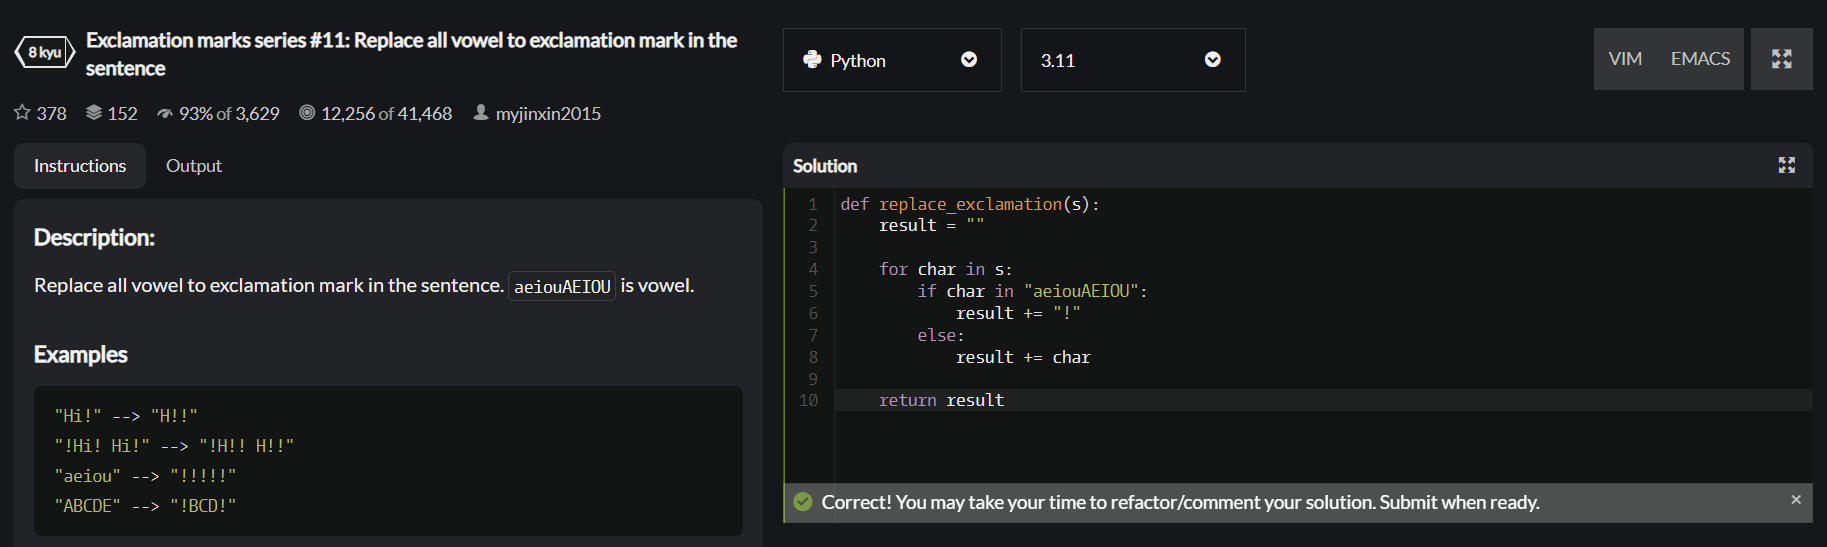 8 kyu
Exclamation marks series #11: Replace all vowel to exclamation mark in the
sentence
378 152 93% of 3,629 12,256 of 41,468 myjinxin2015
Instructions Output
Description:
Replace all vowel to exclamation mark in the sentence. aeiouAEIOU is vowel.
Examples
"Hi!" --> "H!!"
"!Hi! Hi!" --> "!H!! H!!"
"aeiou" --> "!!!!!"
"ABCDE" --> "!BCD!"
Python 3.11 VIM EMACS
Solution
1 def replace_exclamation(s):
2     result = ""
3
4     for char in s:
5         if char in "aeiouAEIOU":
6             result += "!"
7         else:
8             result += char
9
10     return result
Correct! You may take your time to refactor/comment your solution. Submit when ready. ×